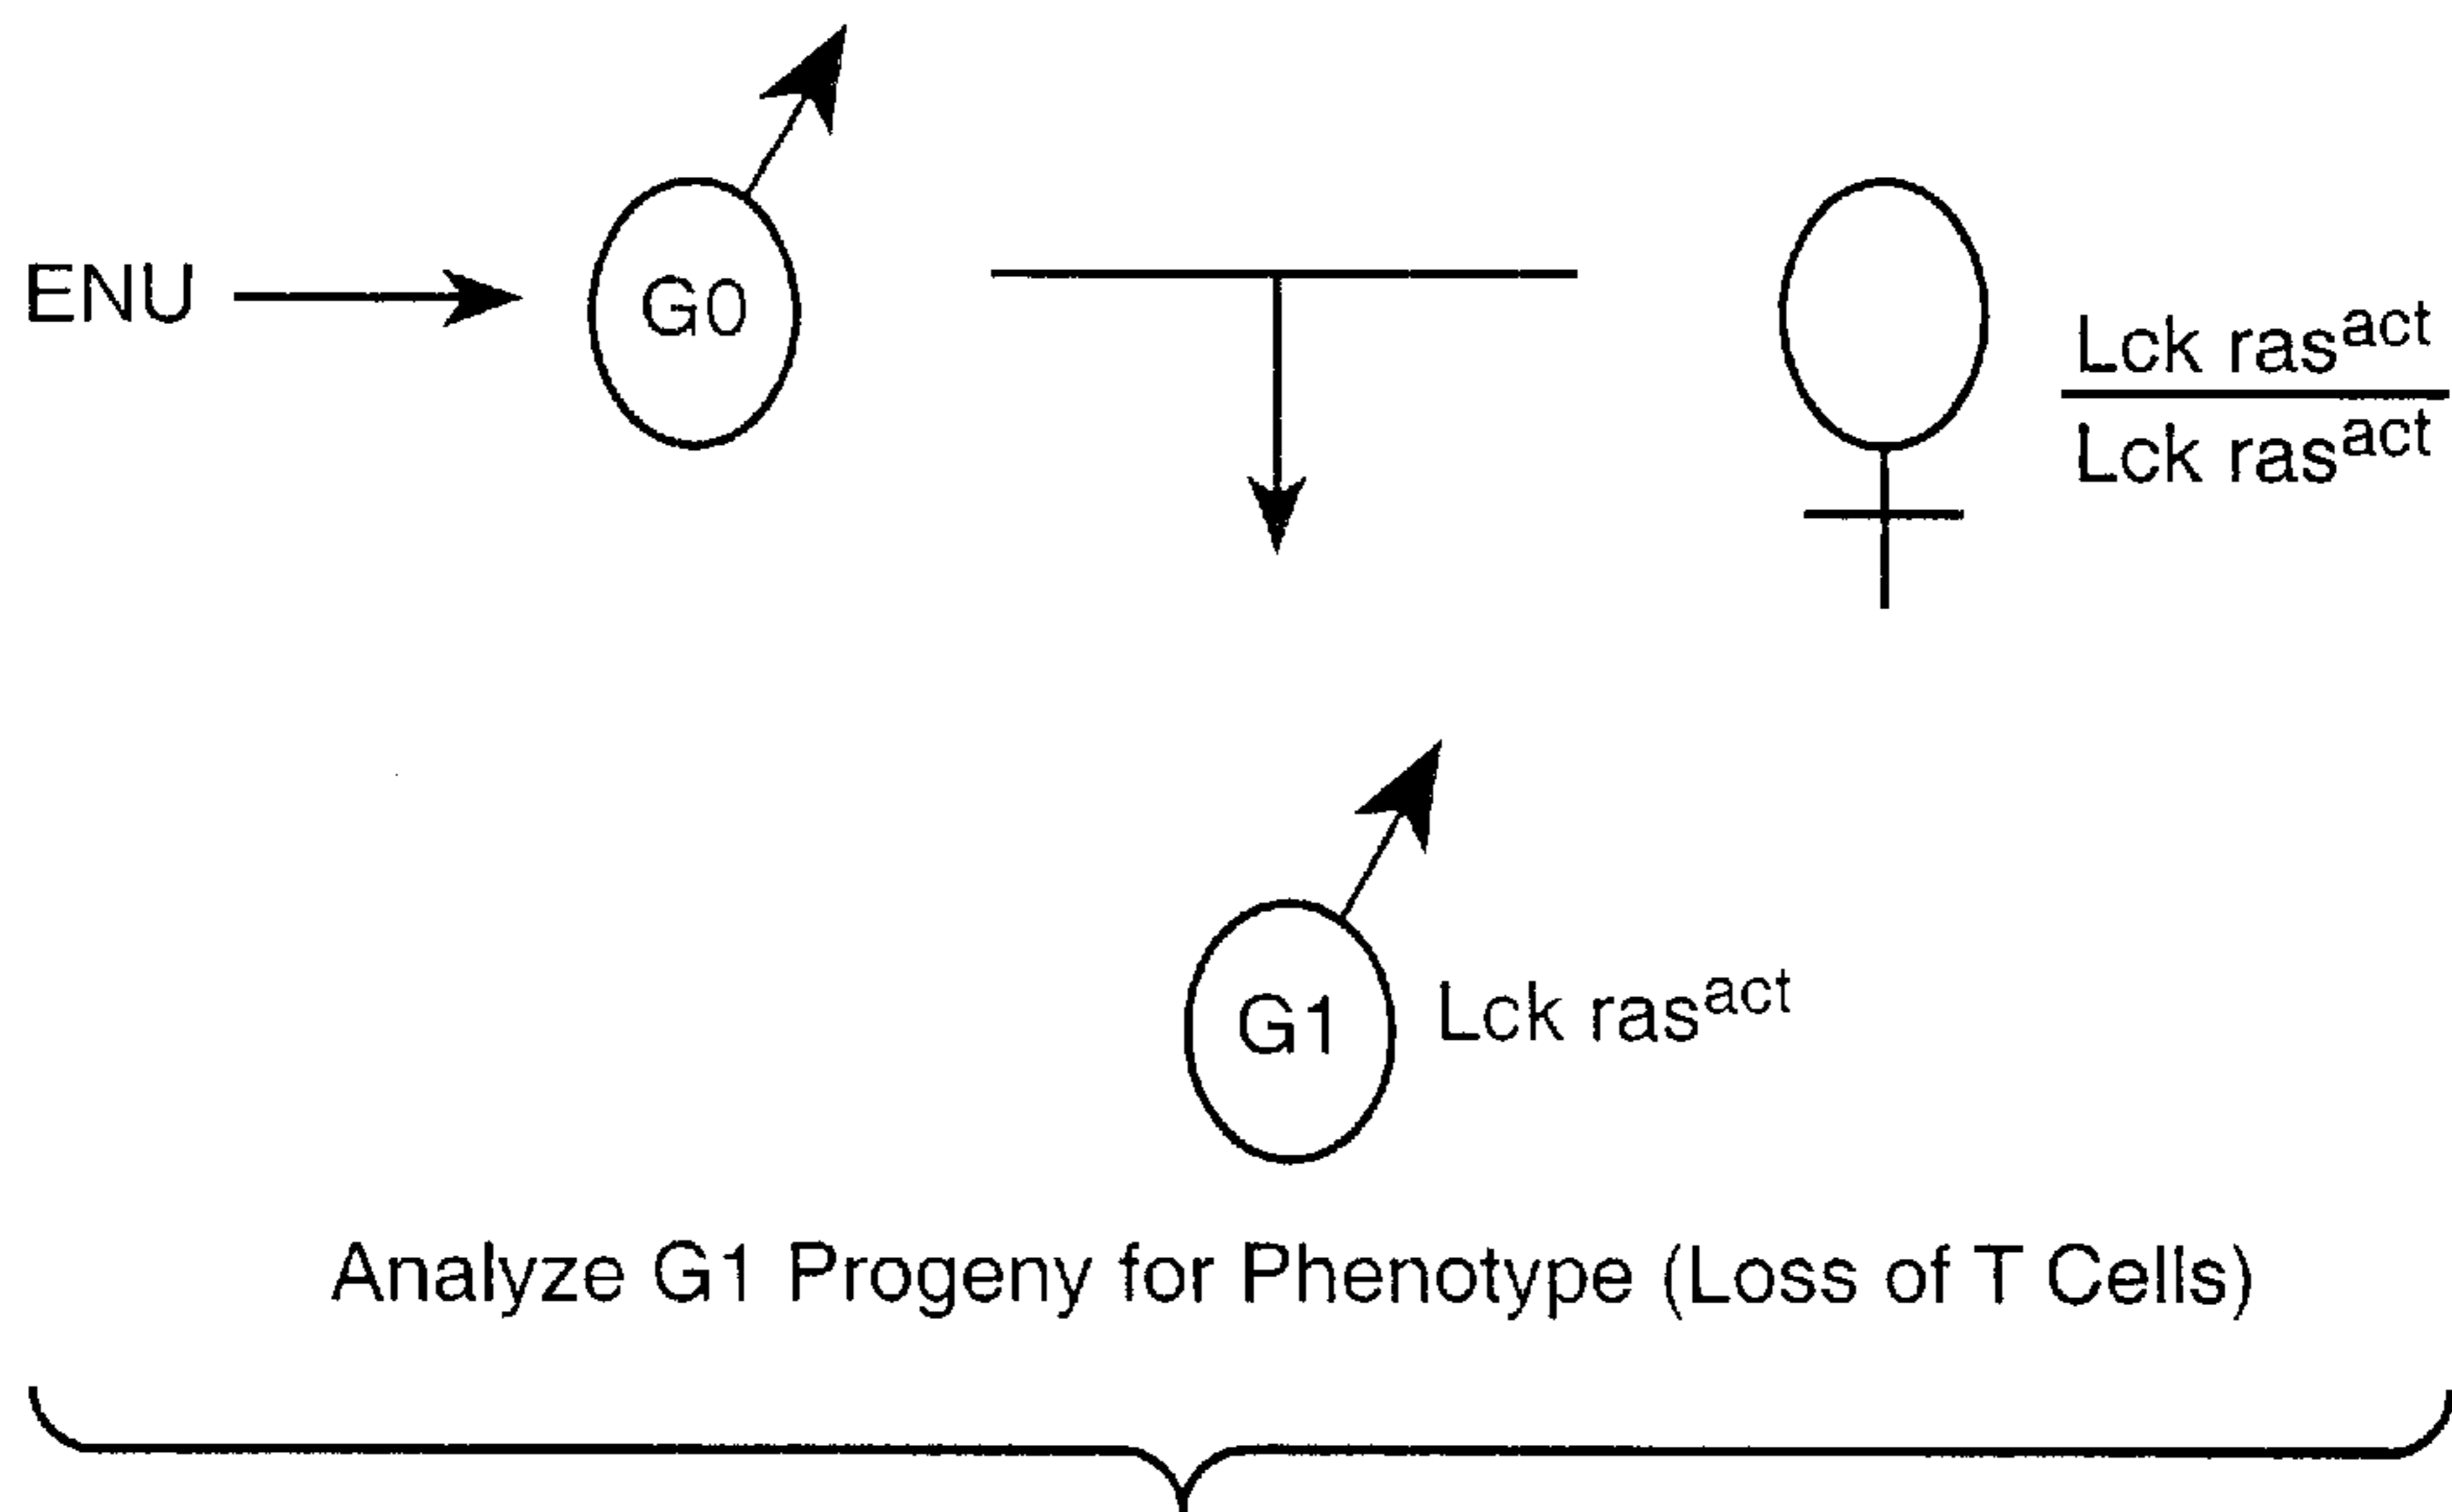 ENU
G0
Lck ras^act
Lck ras^act
G1 Lck ras^act
Analyze G1 Progeny for Phenotype (Loss of T Cells)